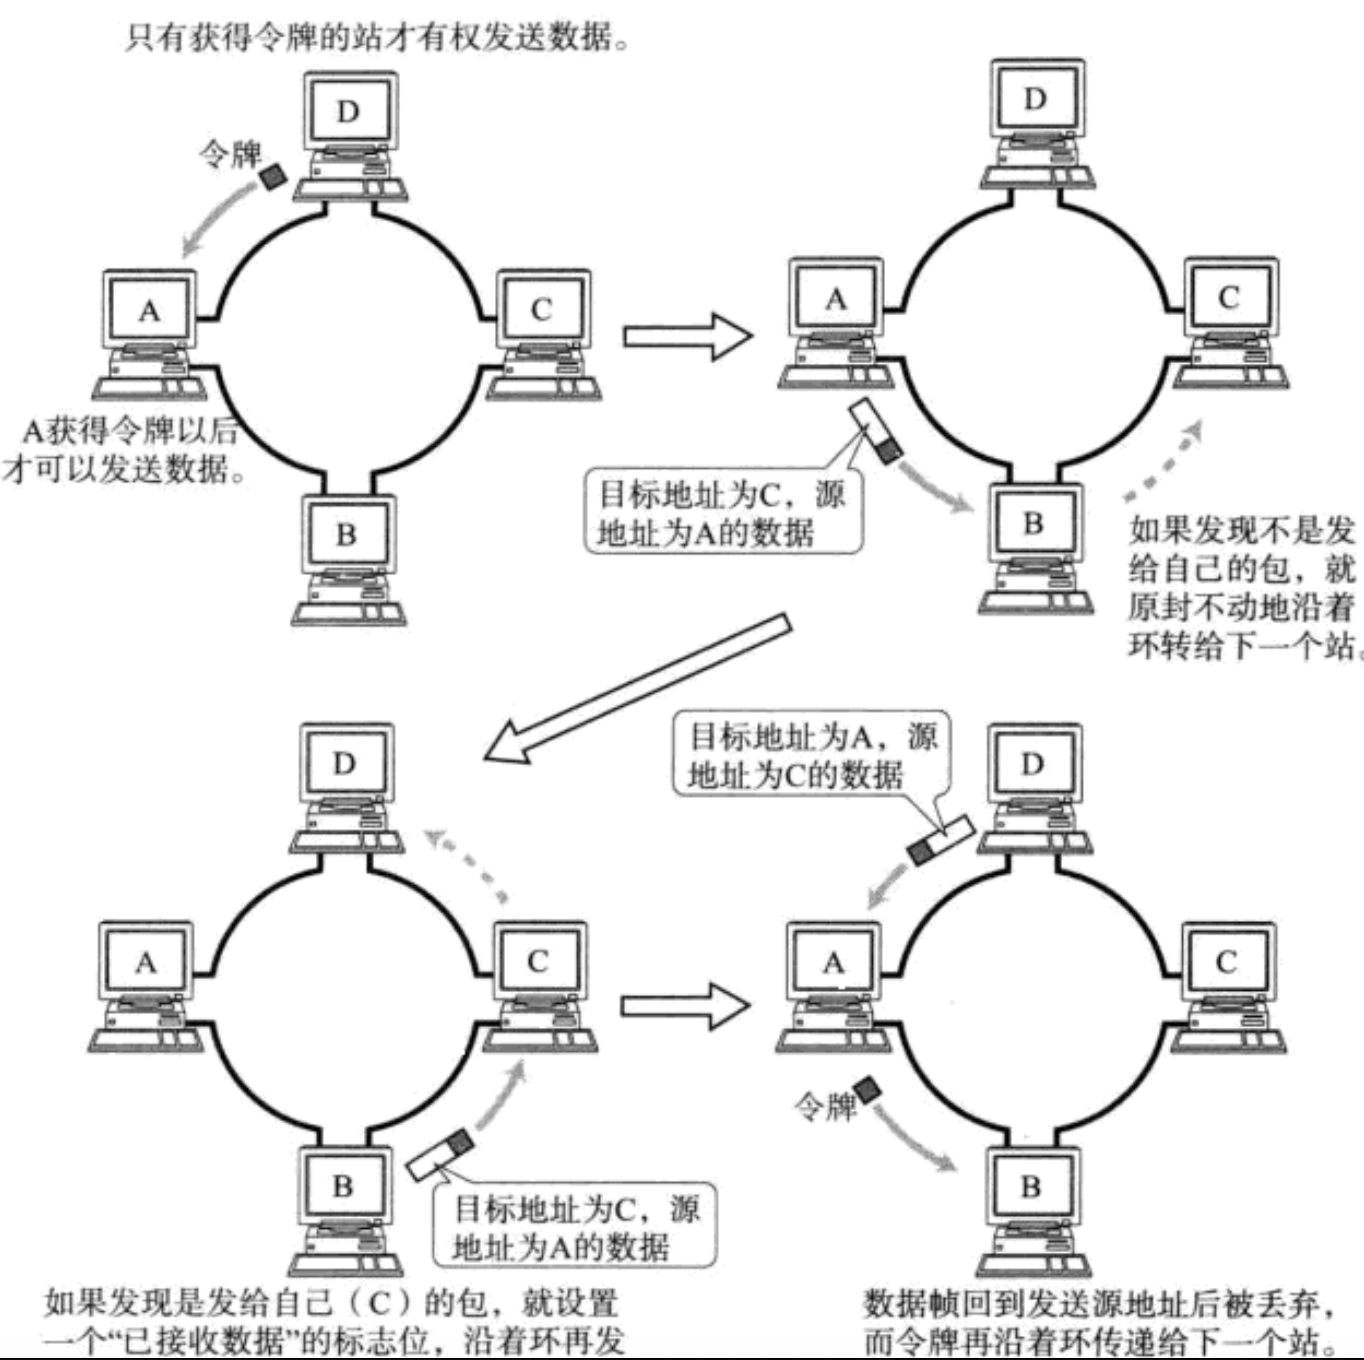 只有获得令牌的站才有权发送数据。
D
令牌
A
C
A获得令牌以后
才可以发送数据。
B
D
A
C
目标地址为C，源
地址为A的数据
B
如果发现不是发
给自己的包，就
原封不动地沿着
环转给下一个站。
D
A
C
B
目标地址为C，源
地址为A的数据
如果发现是发给自己（C）的包，就设置
一个“已接收数据”的标志位，沿着环再发
目标地址为A，源
地址为C的数据
D
A
C
令牌
B
数据帧回到发送源地址后被丢弃，
而令牌再沿着环传递给下一个站。